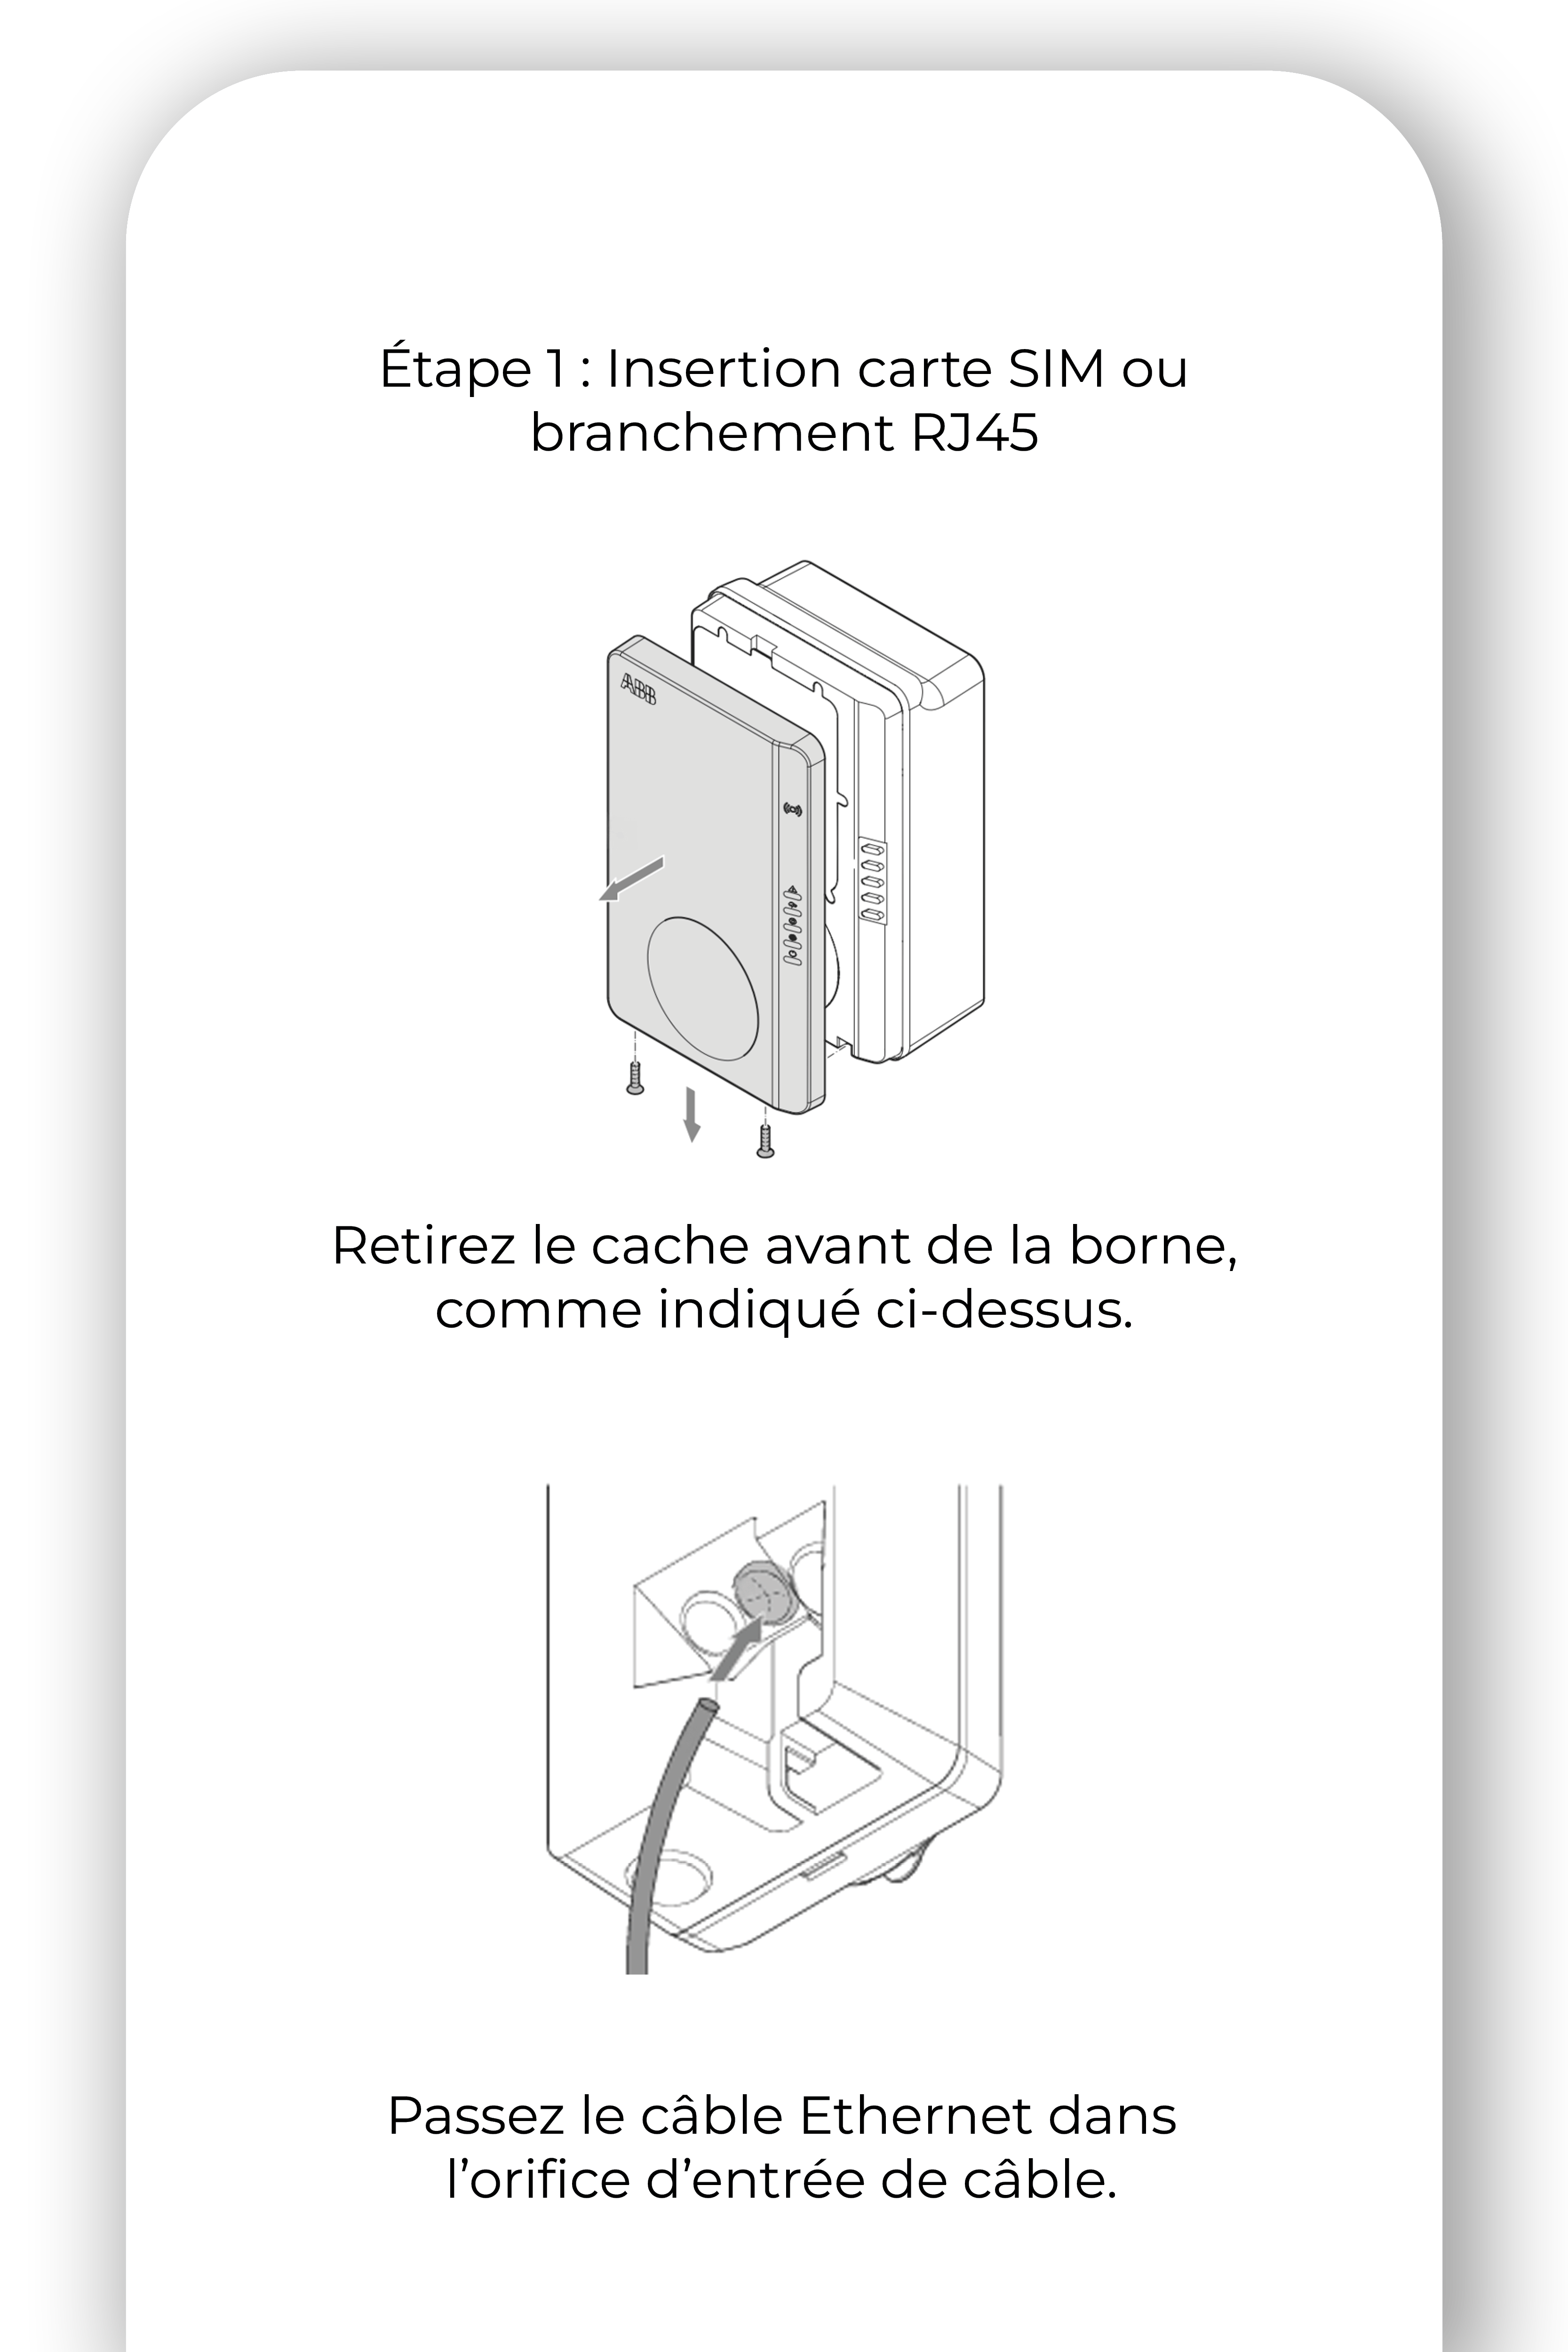 Étape 1 : Insertion carte SIM ou
branchement RJ45
ABB
Retirez le cache avant de la borne,
comme indiqué ci-dessus.
Passez le câble Ethernet dans
l’orifice d’entrée de câble.